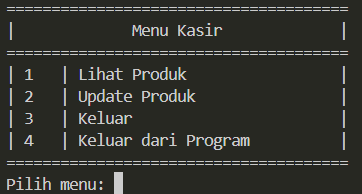 ======================================
|             Menu Kasir             |
======================================
| 1   | Lihat Produk                 |
| 2   | Update Produk                |
| 3   | Keluar                       |
| 4   | Keluar dari Program          |
======================================
Pilih menu: